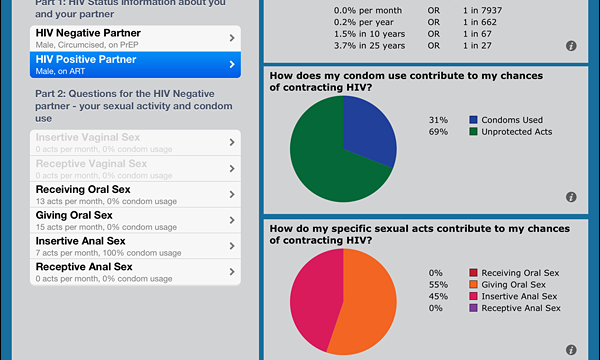 Part 1: HIV Status Information about you
and your partner
HIV Negative Partner
Male, Circumcised, on PrEP
HIV Positive Partner
Male, on ART
Part 2: Questions for the HIV Negative
partner - your sexual activity and condom
use
Insertive Vaginal Sex
0 acts per month, 0% condom usage
Receptive Vaginal Sex
0 acts per month, 0% condom usage
Receiving Oral Sex
13 acts per month, 0% condom usage
Giving Oral Sex
15 acts per month, 0% condom usage
Insertive Anal Sex
7 acts per month, 100% condom usage
Receptive Anal Sex
0 acts per month, 0% condom usage
0.0% per month OR 1 in 7937
0.2% per year OR 1 in 662
1.5% in 10 years OR 1 in 67
3.7% in 25 years OR 1 in 27
How does my condom use contribute to my chances
of contracting HIV?
31% Condoms Used
69% Unprotected Acts
How do my specific sexual acts contribute to my chances
of contracting HIV?
0% Receiving Oral Sex
55% Giving Oral Sex
45% Insertive Anal Sex
0% Receptive Anal Sex